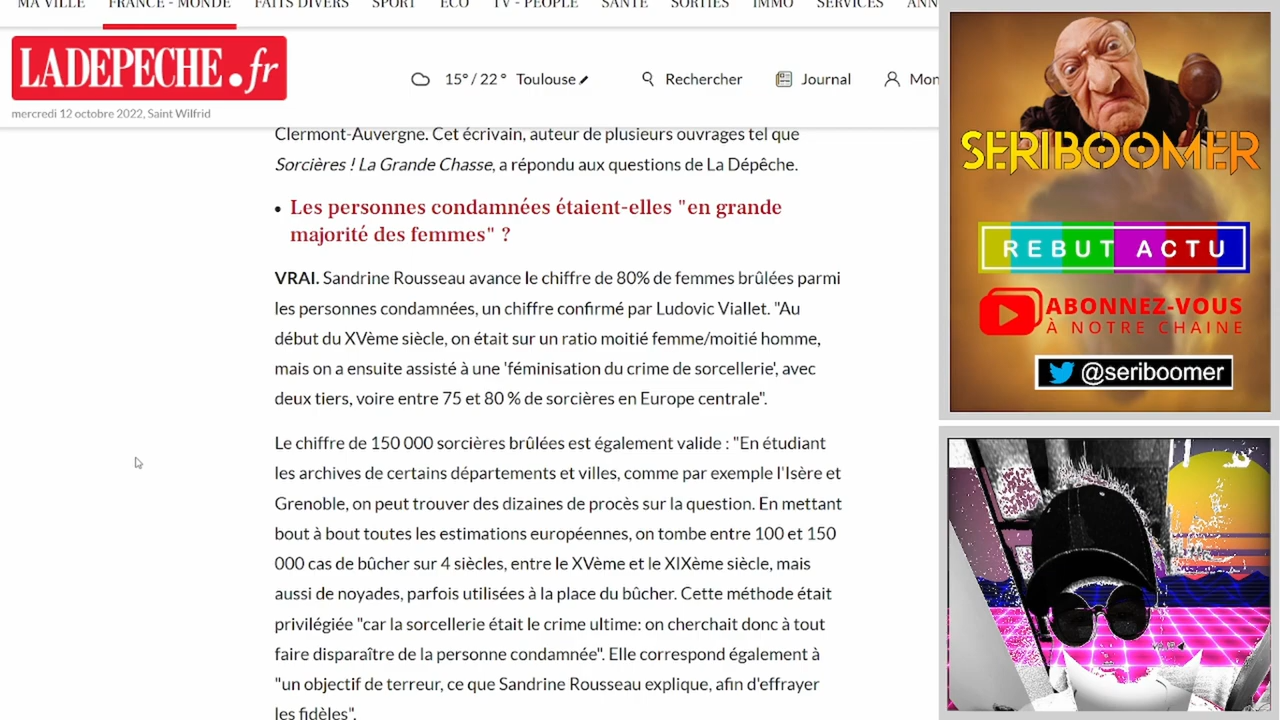 MA VILLE FRANCE - MONDE FAITS DIVERS SPORT ÉCO TV - PEOPLE SANTÉ SORTIES IMMO SERVICES ANN
LADEPECHE.fr
15° / 22° Toulouse Rechercher Journal Mon
mercredi 12 octobre 2022, Saint Wilfrid
Clermont-Auvergne. Cet écrivain, auteur de plusieurs ouvrages tel que
Sorcières ! La Grande Chasse, a répondu aux questions de La Dépêche.
• Les personnes condamnées étaient-elles "en grande
majorité des femmes" ?
VRAI. Sandrine Rousseau avance le chiffre de 80% de femmes brûlées parmi
les personnes condamnées, un chiffre confirmé par Ludovic Viallet. "Au
début du XVème siècle, on était sur un ratio moitié femme/moitié homme,
mais on a ensuite assisté à une 'féminisation du crime de sorcellerie', avec
deux tiers, voire entre 75 et 80 % de sorcières en Europe centrale".
Le chiffre de 150 000 sorcières brûlées est également valide : "En étudiant
les archives de certains départements et villes, comme par exemple l'Isère et
Grenoble, on peut trouver des dizaines de procès sur la question. En mettant
bout à bout toutes les estimations européennes, on tombe entre 100 et 150
000 cas de bûcher sur 4 siècles, entre le XVème et le XIXème siècle, mais
aussi de noyades, parfois utilisées à la place du bûcher. Cette méthode était
privilégiée "car la sorcellerie était le crime ultime: on cherchait donc à tout
faire disparaître de la personne condamnée". Elle correspond également à
"un objectif de terreur, ce que Sandrine Rousseau explique, afin d'effrayer
les fidèles".
SERIBOOMER
REBUT ACTU
ABONNEZ-VOUS
À NOTRE CHAINE
@seriboomer